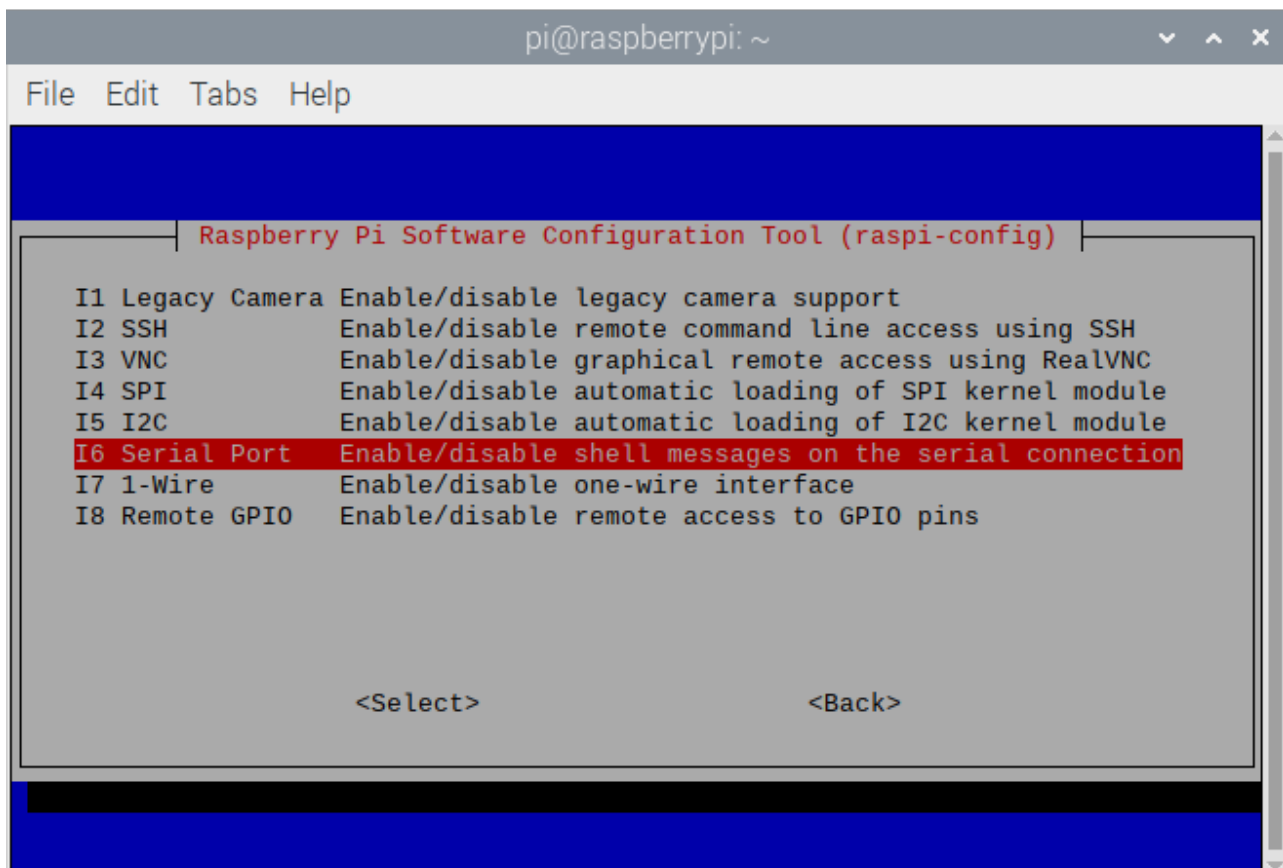 pi@raspberrypi: ~
File Edit Tabs Help
Raspberry Pi Software Configuration Tool (raspi-config)
I1 Legacy Camera Enable/disable legacy camera support
I2 SSH Enable/disable remote command line access using SSH
I3 VNC Enable/disable graphical remote access using RealVNC
I4 SPI Enable/disable automatic loading of SPI kernel module
I5 I2C Enable/disable automatic loading of I2C kernel module
I6 Serial Port Enable/disable shell messages on the serial connection
I7 1-Wire Enable/disable one-wire interface
I8 Remote GPIO Enable/disable remote access to GPIO pins
<Select> <Back>